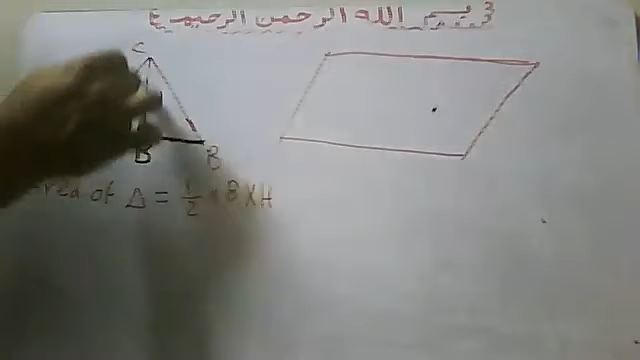 بسم الله الرحمن الرحيم
C
B B
Area of Δ = 1/2 × B × H